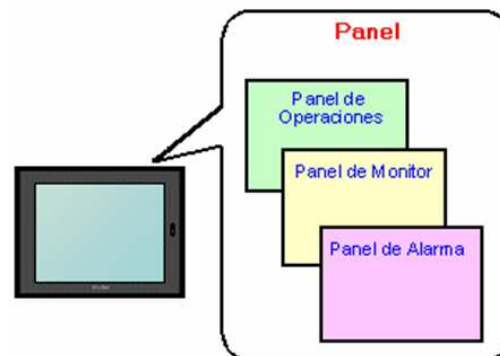 Panel
Panel de
Operaciones
Panel de Monitor
Panel de Alarma